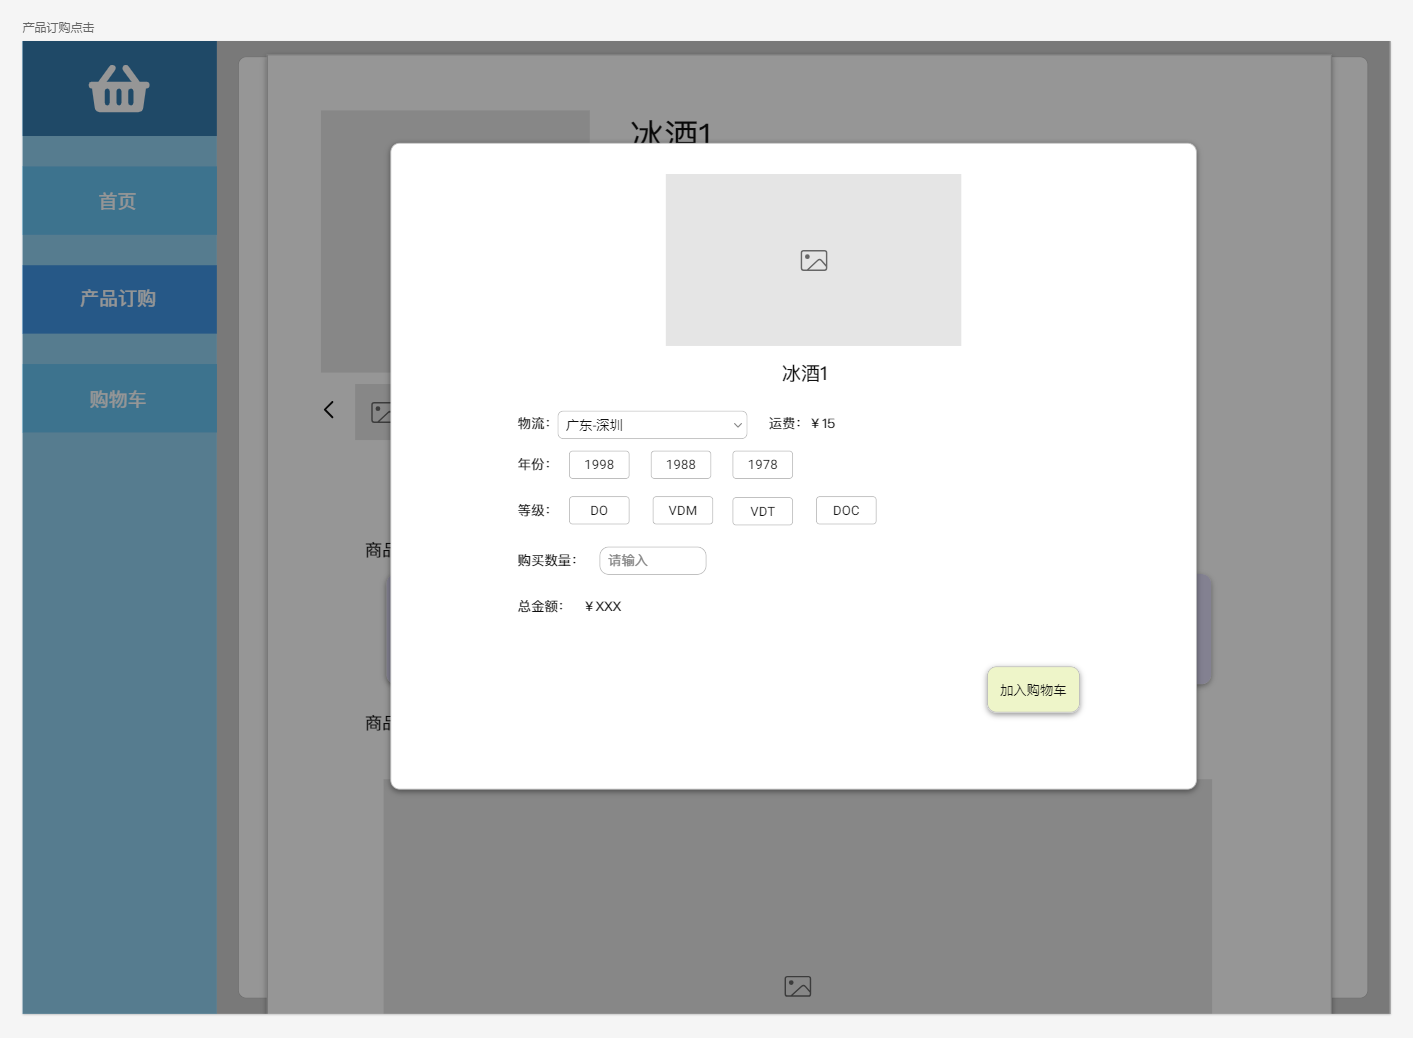 产品订购点击
首页
产品订购
购物车
冰酒1
冰酒1
物流： 广东-深圳 运费：￥15
年份： 1998 1988 1978
等级： DO VDM VDT DOC
购买数量： 请输入
总金额： ￥XXX
加入购物车
商品
商品